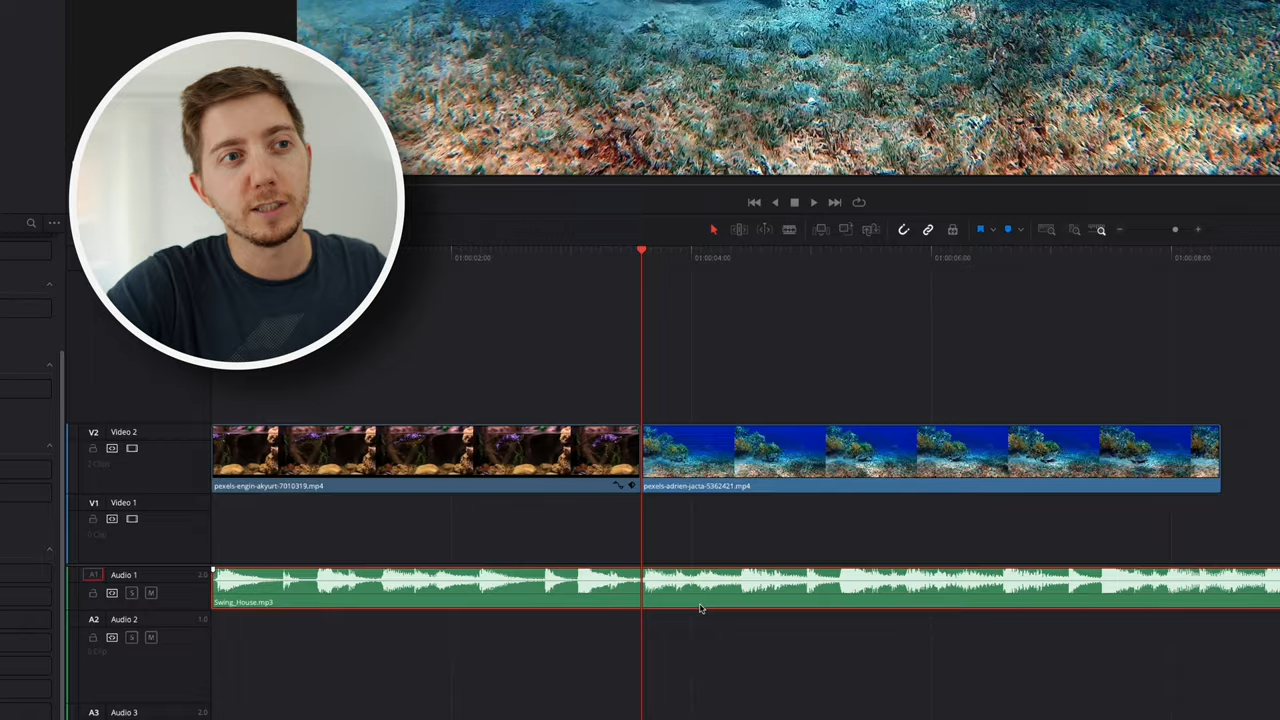 01:00:02:00
01:00:04:00
01:00:06:00
01:00:08:00
V2 Video 2
2 Clips
pexels-engin-akyurt-7010319.mp4
pexels-adrien-jacta-5362421.mp4
V1 Video 1
0 Clip
A1 Audio 1 2.0
S M
Swing_House.mp3
A2 Audio 2 1.0
S M
0 Clip
A3 Audio 3 2.0